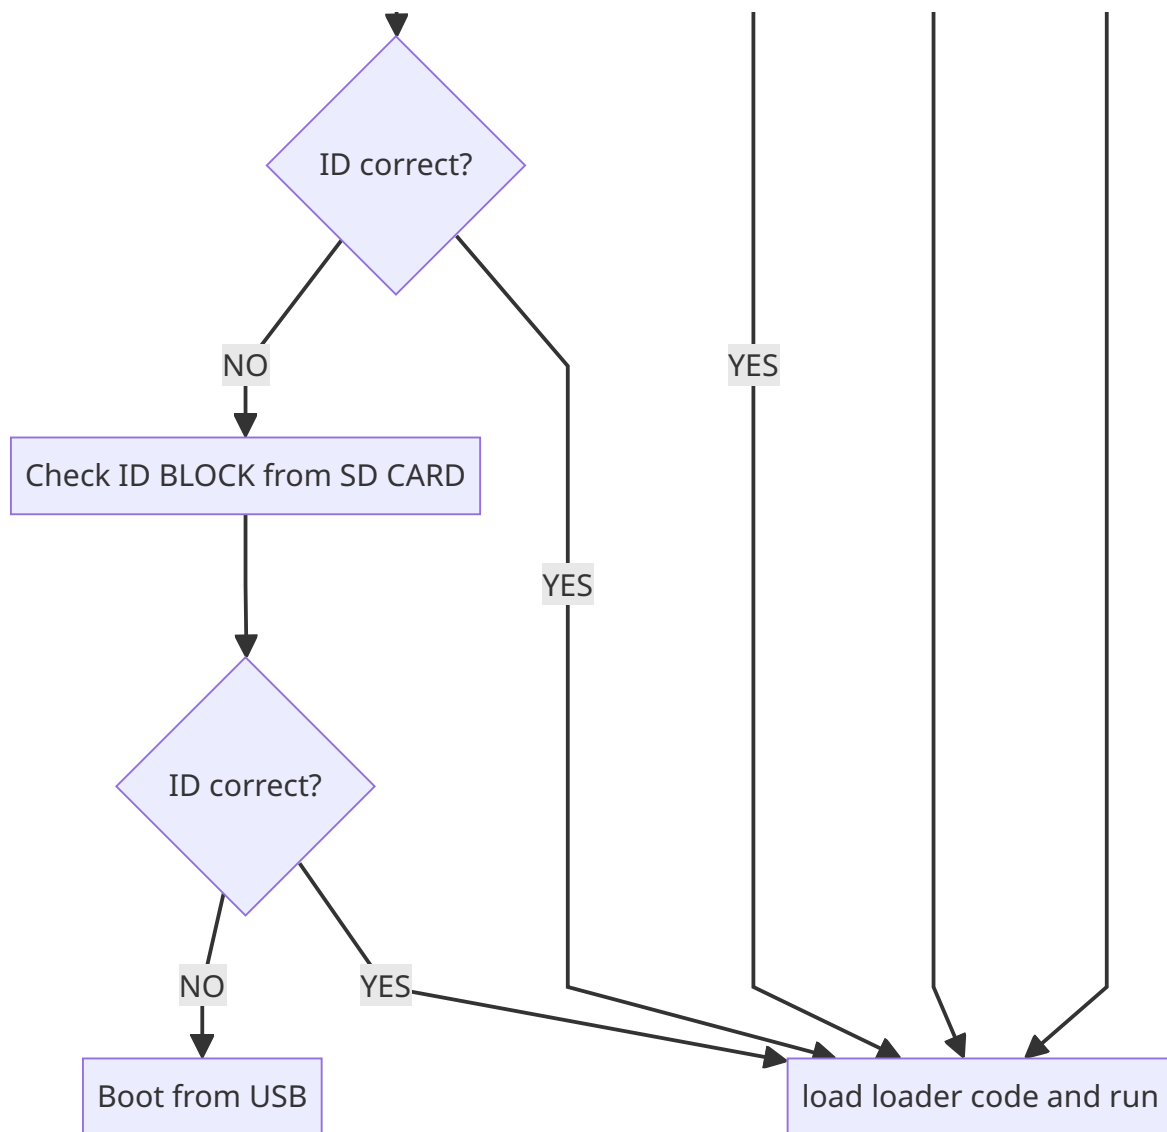 ID correct?
NO
YES
Check ID BLOCK from SD CARD
YES
ID correct?
NO
YES
Boot from USB
load loader code and run